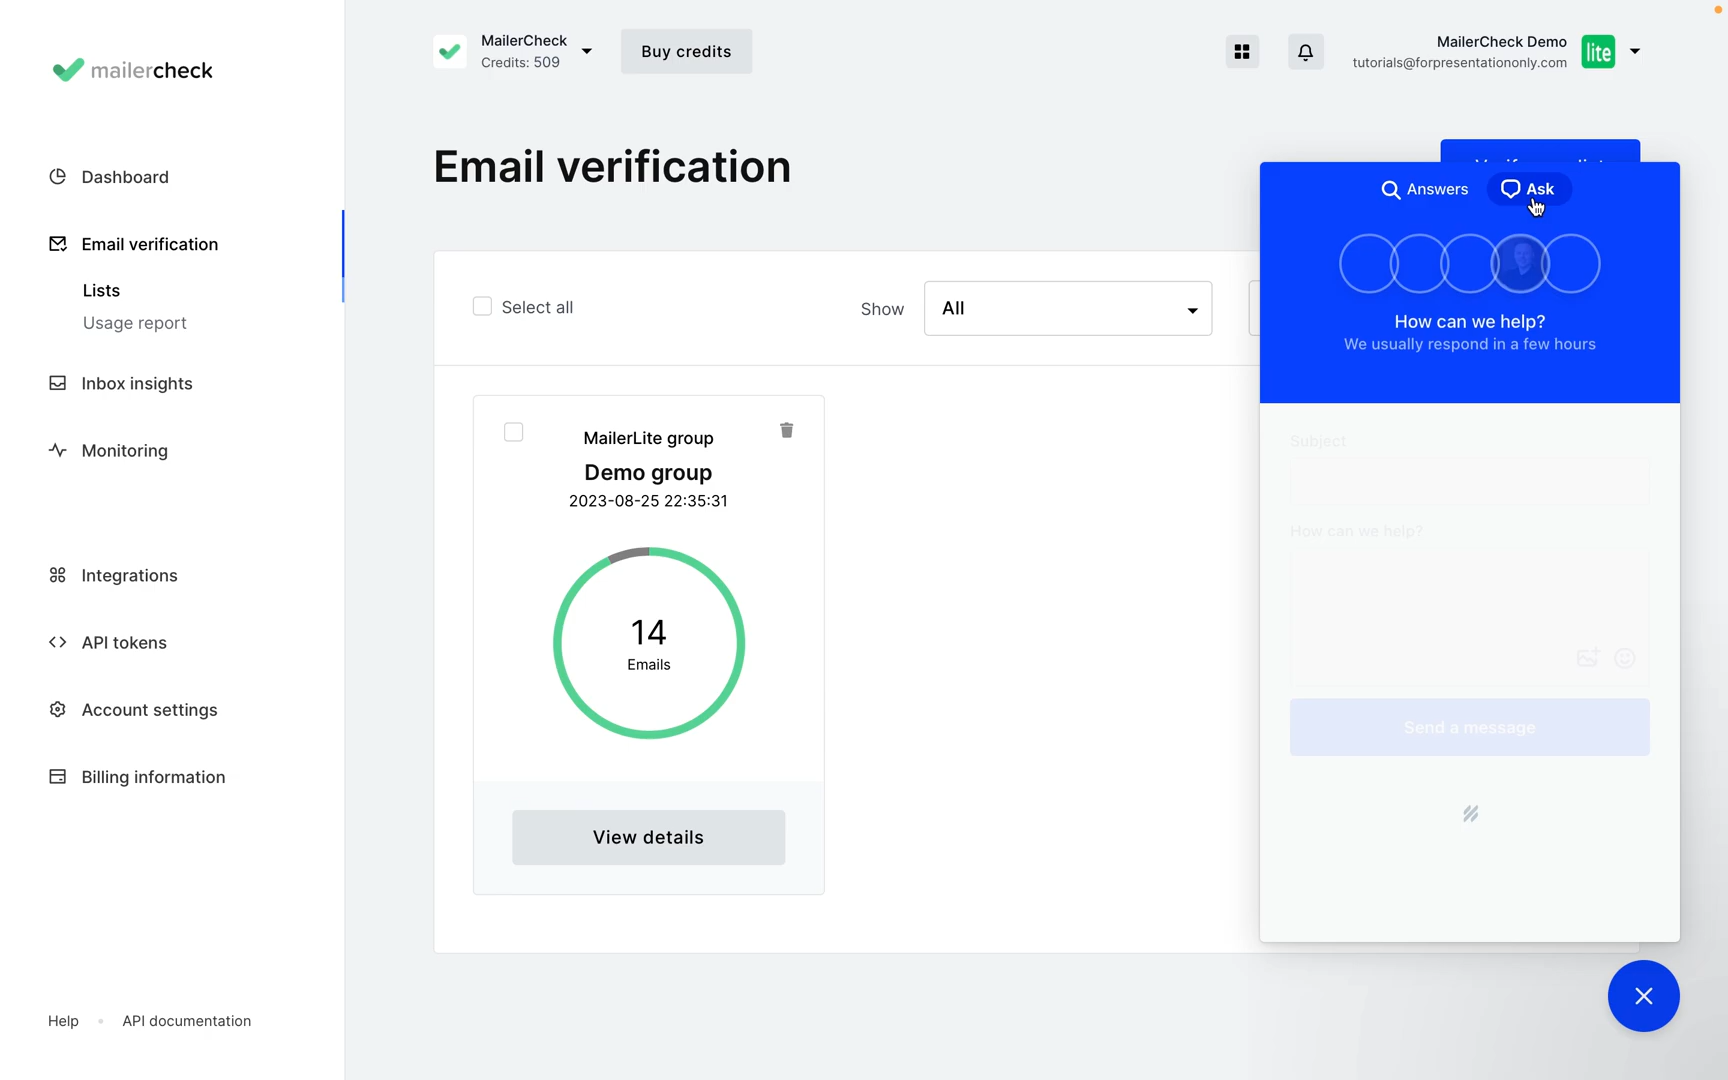 mailercheck
Dashboard
Email verification
Lists
Usage report
Inbox insights
Monitoring
Integrations
API tokens
Account settings
Billing information
Help
API documentation
MailerCheck
Credits: 509
Buy credits
MailerCheck Demo
tutorials@forpresentationonly.com
lite
Email verification
Select all
Show
All
MailerLite group
Demo group
2023-08-25 22:35:31
14
Emails
View details
Answers
Ask
How can we help?
We usually respond in a few hours
Subject
How can we help?
Send a message